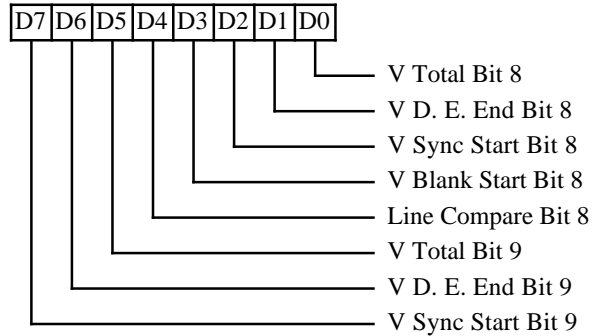 D7 D6 D5 D4 D3 D2 D1 D0
V Total Bit 8
V D. E. End Bit 8
V Sync Start Bit 8
V Blank Start Bit 8
Line Compare Bit 8
V Total Bit 9
V D. E. End Bit 9
V Sync Start Bit 9